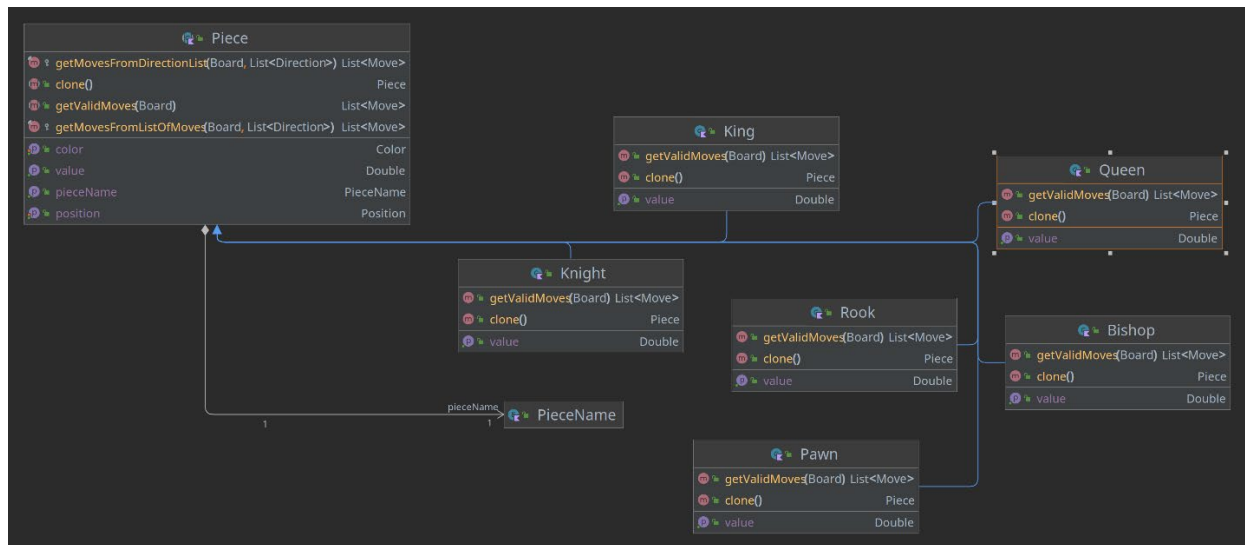 Piece
getMovesFromDirectionList(Board, List<Direction>) List<Move>
clone() Piece
getValidMoves(Board) List<Move>
getMovesFromListOfMoves(Board, List<Direction>) List<Move>
color Color
value Double
pieceName PieceName
position Position
King
getValidMoves(Board) List<Move>
clone() Piece
value Double
Queen
getValidMoves(Board) List<Move>
clone() Piece
value Double
Knight
getValidMoves(Board) List<Move>
clone() Piece
value Double
Rook
getValidMoves(Board) List<Move>
clone() Piece
value Double
Bishop
getValidMoves(Board) List<Move>
clone() Piece
value Double
pieceName
1
1
PieceName
Pawn
getValidMoves(Board) List<Move>
clone() Piece
value Double